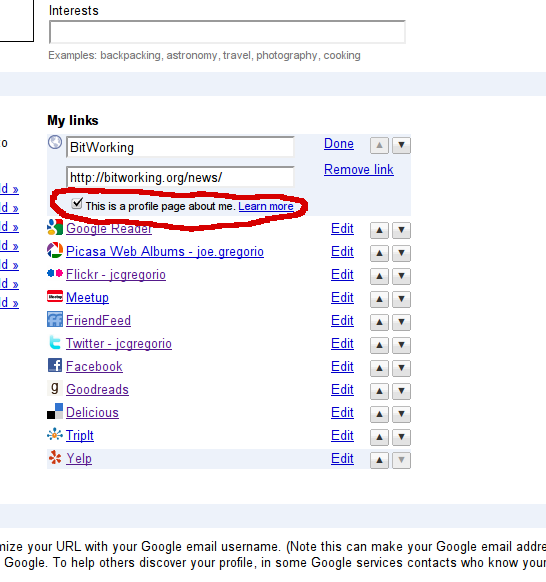 Interests
Examples: backpacking, astronomy, travel, photography, cooking
My links
o
BitWorking
Done
▲ ▼
http://bitworking.org/news/
Remove link
This is a profile page about me. Learn more
d »
d »
d »
d »
d »
d »
d »
Google Reader Edit ▲ ▼
Picasa Web Albums - joe.gregorio Edit ▲ ▼
Flickr - jcgregorio Edit ▲ ▼
Meetup Meetup Edit ▲ ▼
ff FriendFeed Edit ▲ ▼
t Twitter - jcgregorio Edit ▲ ▼
f Facebook Edit ▲ ▼
g Goodreads Edit ▲ ▼
Delicious Edit ▲ ▼
TripIt Edit ▲ ▼
Yelp Edit ▲ ▼
mize your URL with your Google email username. (Note this can make your Google email addre
Google. To help others discover your profile, in some Google services contacts who know your